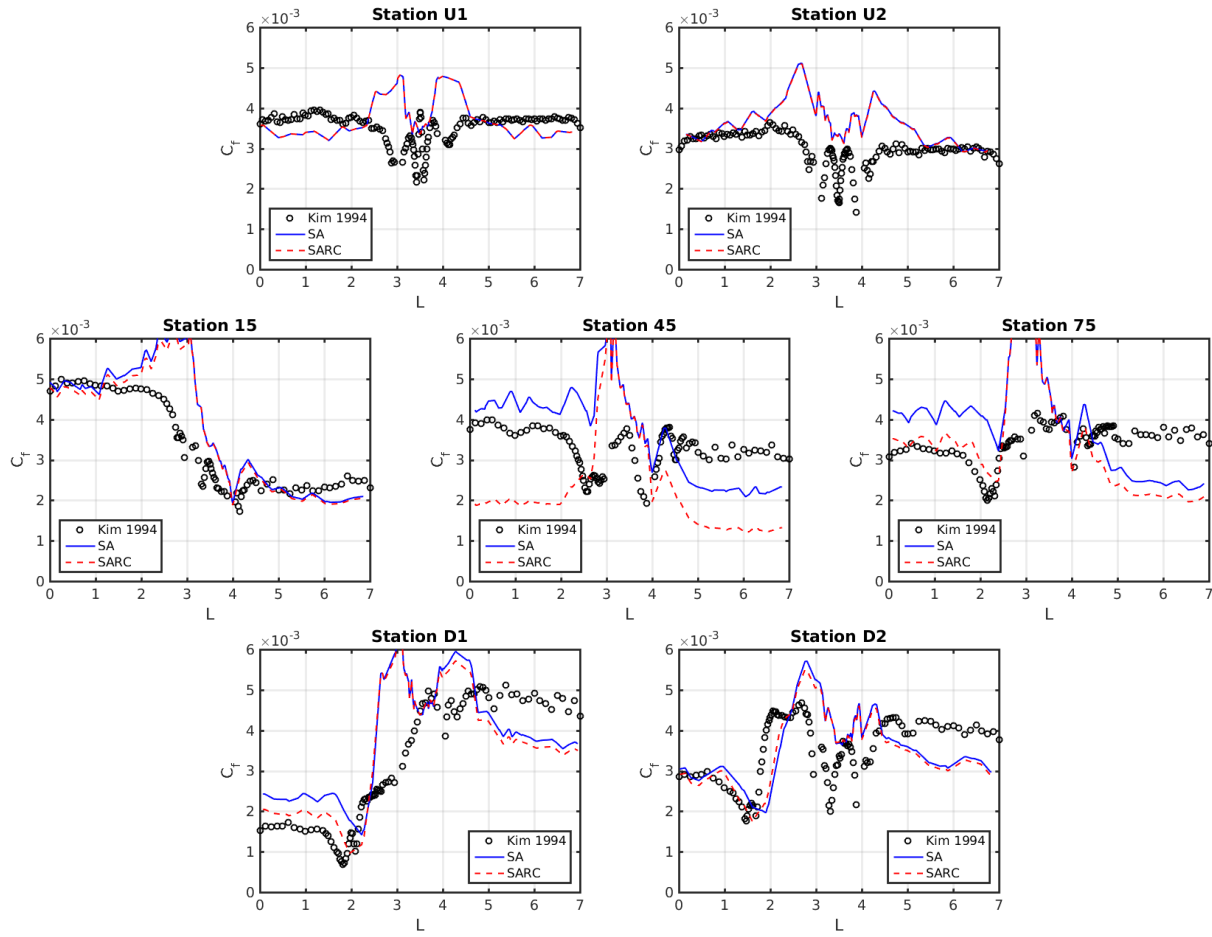 Station U1
×10⁻³
6
5
4
3
2
1
0
C_f
0 1 2 3 4 5 6 7
L
Kim 1994
SA
SARC
Station U2
×10⁻³
6
5
4
3
2
1
0
C_f
0 1 2 3 4 5 6 7
L
Kim 1994
SA
SARC
Station 15
×10⁻³
6
5
4
3
2
1
0
C_f
0 1 2 3 4 5 6 7
L
Kim 1994
SA
SARC
Station 45
×10⁻³
6
5
4
3
2
1
0
C_f
0 1 2 3 4 5 6 7
L
Kim 1994
SA
SARC
Station 75
×10⁻³
6
5
4
3
2
1
0
C_f
0 1 2 3 4 5 6 7
L
Kim 1994
SA
SARC
Station D1
×10⁻³
6
5
4
3
2
1
0
C_f
0 1 2 3 4 5 6 7
L
Kim 1994
SA
SARC
Station D2
×10⁻³
6
5
4
3
2
1
0
C_f
0 1 2 3 4 5 6 7
L
Kim 1994
SA
SARC